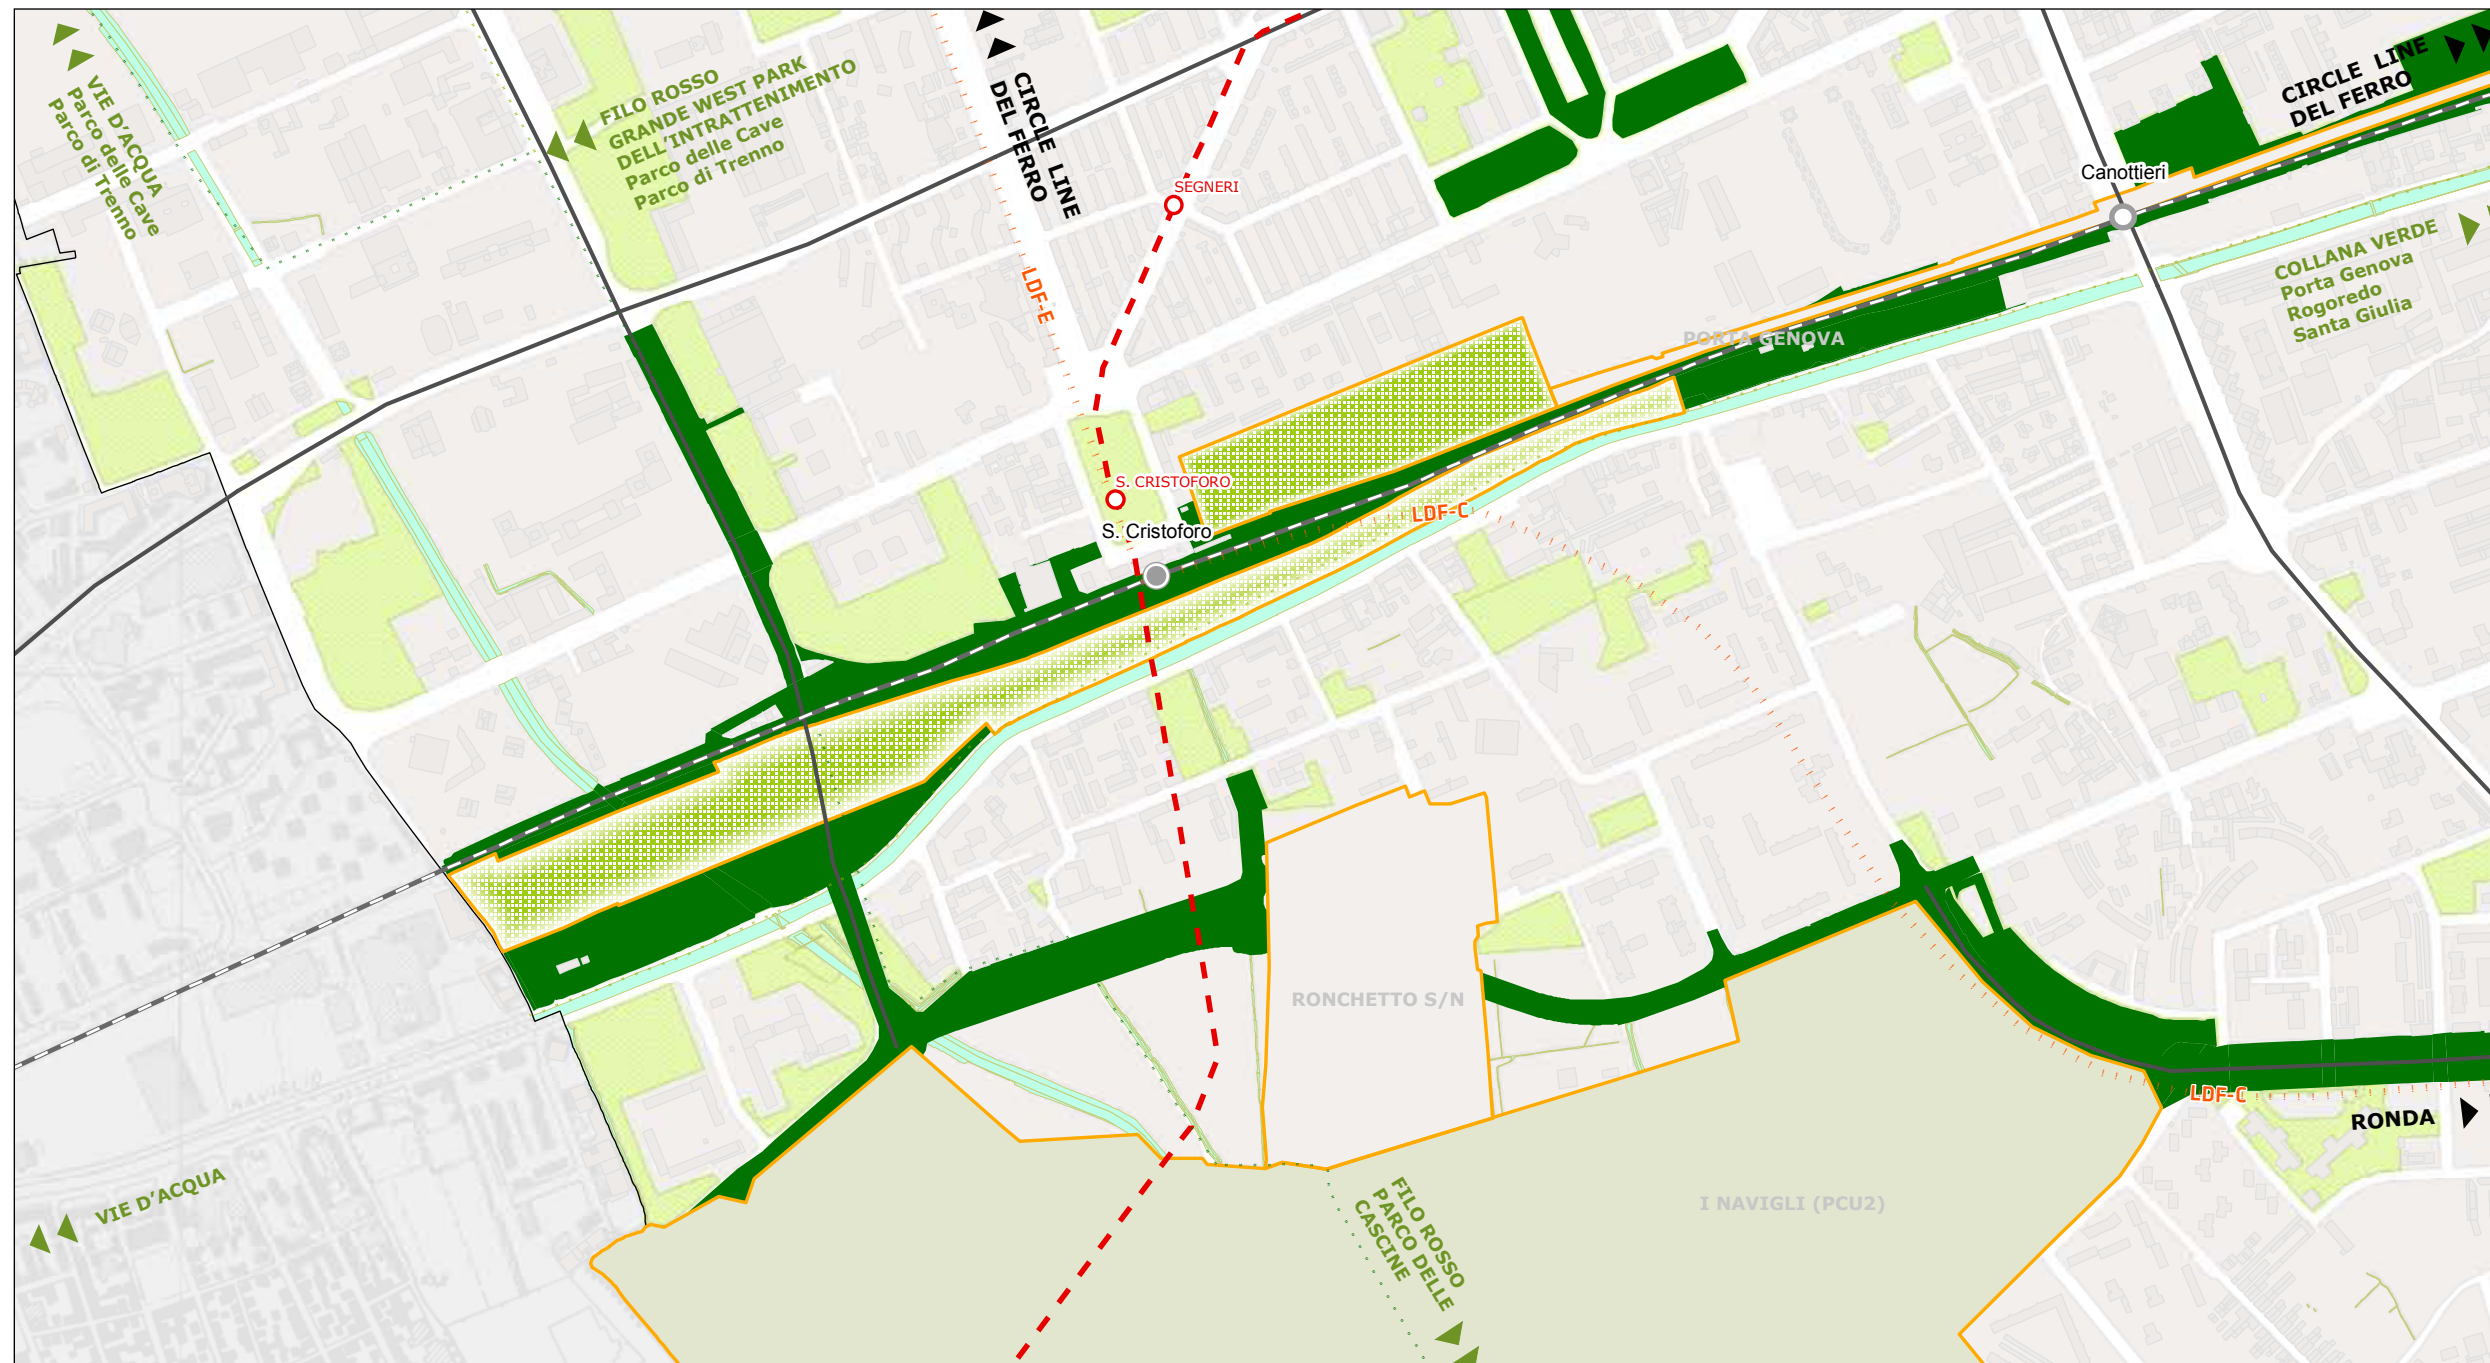 VIE D'ACQUA
Parco delle Cave
Parco di Trenno
FILO ROSSO
GRANDE WEST PARK
DELL'INTRATTENIMENTO
Parco delle Cave
Parco di Trenno
CIRCLE LINE
DEL FERRO
CIRCLE LINE
DEL FERRO
Canottieri
SEGNERI
COLLANA VERDE
Porta Genova
Rogoredo
Santa Giulia
LDF-E
PORTA GENOVA
S. CRISTOFORO
S. Cristoforo
LDF-C
RONCHETTO S/N
NAVIGLIO
LDF-C
RONDA
VIE D'ACQUA
FILO ROSSO
PARCO DELLE
CASCINE
I NAVIGLI (PCU2)